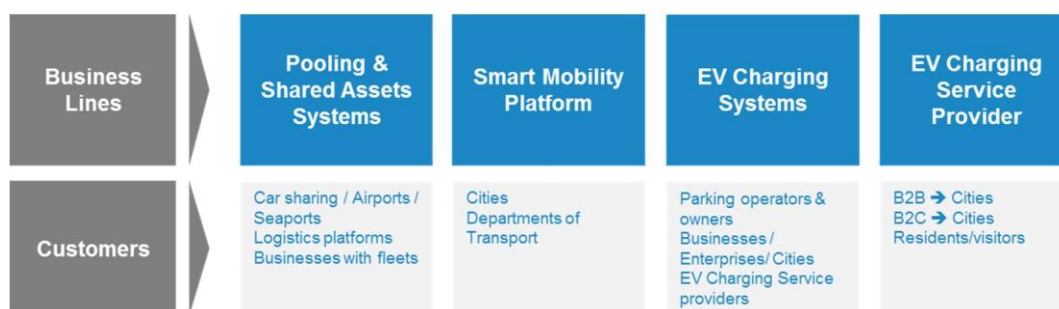 Business
Lines
Pooling &
Shared Assets
Systems
Smart Mobility
Platform
EV Charging
Systems
EV Charging
Service
Provider
Customers
Car sharing / Airports /
Seaports
Logistics platforms
Businesses with fleets
Cities
Departments of
Transport
Parking operators &
owners
Businesses /
Enterprises/ Cities
EV Charging Service
providers
B2B ➔ Cities
B2C ➔ Cities
Residents/visitors